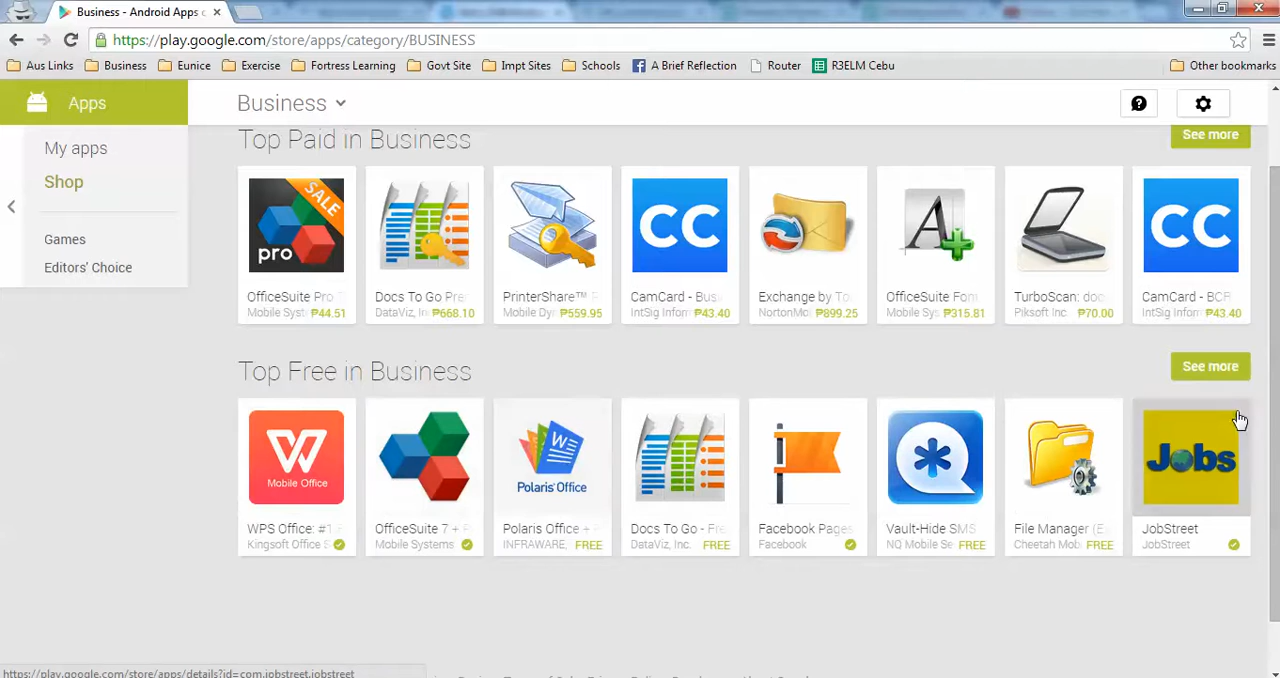 Business - Android Apps
https://play.google.com/store/apps/category/BUSINESS
Aus Links Business Eunice Exercise Fortress Learning Govt Site Impt Sites Schools A Brief Reflection Router R3ELM Cebu Other bookmarks
Apps
Business
My apps
Shop
Games
Editors' Choice
Top Paid in Business
See more
SALE
pro
CC
A
CC
OfficeSuite Pro Docs To Go Pre PrinterShare™ CamCard - Bus Exchange by To OfficeSuite Fon TurboScan: doc CamCard - BCR
Mobile Syst ₱44.51 DataViz, In ₱668.10 Mobile Dy ₱559.95 IntSig Inforn ₱43.40 NortonMo ₱899.25 Mobile Sys ₱315.81 Piksoft Inc. ₱70.00 IntSig Inforn ₱43.40
Top Free in Business
See more
W
Mobile Office
W
Polaris Office
Jobs
WPS Office: #1 OfficeSuite 7 + Polaris Office + Docs To Go - Fre Facebook Pages Vault-Hide SMS File Manager (E JobStreet
Kingsoft Office S Mobile Systems INFRAWARE, FREE DataViz, Inc. FREE Facebook NQ Mobile Se FREE Cheetah Mob FREE JobStreet
https://play.google.com/store/apps/details?id=com.jobstreet.jobstreet